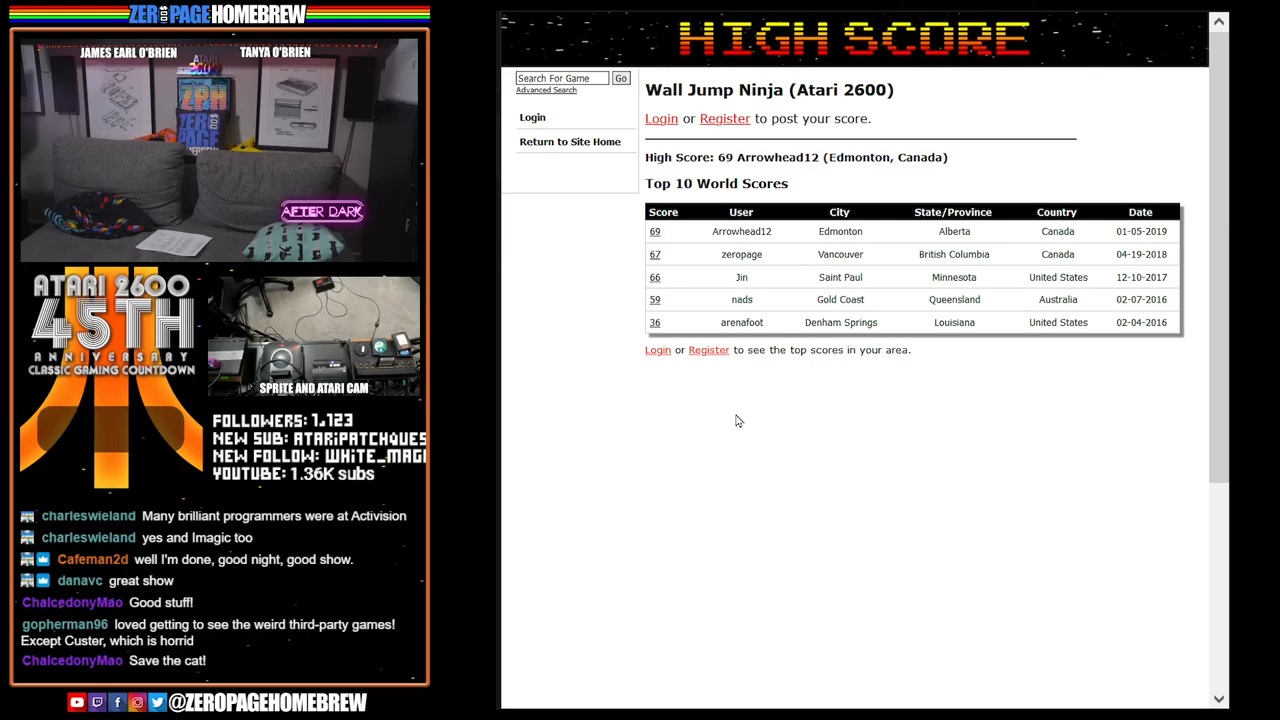 ZEROPAGEHOMEBREW
JAMES EARL O'BRIEN
TANYA O'BRIEN
ZPH
ZERO
PAGE
AFTER DARK
ATARI 2600
45TH
ANNIVERSARY
CLASSIC GAMING COUNTDOWN
SPRITE AND ATARI CAM
FOLLOWERS: 1,123
NEW SUB: ATARIPATCHQUES
NEW FOLLOW: WHITE_MAG
YOUTUBE: 1.36K subs
charleswieland Many brilliant programmers were at Activision
charleswieland yes and Imagic too
Cafeman2d well I'm done, good night, good show.
danavc great show
ChalcedonyMao Good stuff!
gopherman96 loved getting to see the weird third-party games!
Except Custer, which is horrid
ChalcedonyMao Save the cat!
@ZEROPAGEHOMEBREW
HIGH SCORE
Search For Game Go
Advanced Search
Login
Return to Site Home
Wall Jump Ninja (Atari 2600)
Login or Register to post your score.
High Score: 69 Arrowhead12 (Edmonton, Canada)
Top 10 World Scores
Score User City State/Province Country Date
69 Arrowhead12 Edmonton Alberta Canada 01-05-2019
67 zeropage Vancouver British Columbia Canada 04-19-2018
66 Jin Saint Paul Minnesota United States 12-10-2017
59 nads Gold Coast Queensland Australia 02-07-2016
36 arenafoot Denham Springs Louisiana United States 02-04-2016
Login or Register to see the top scores in your area.